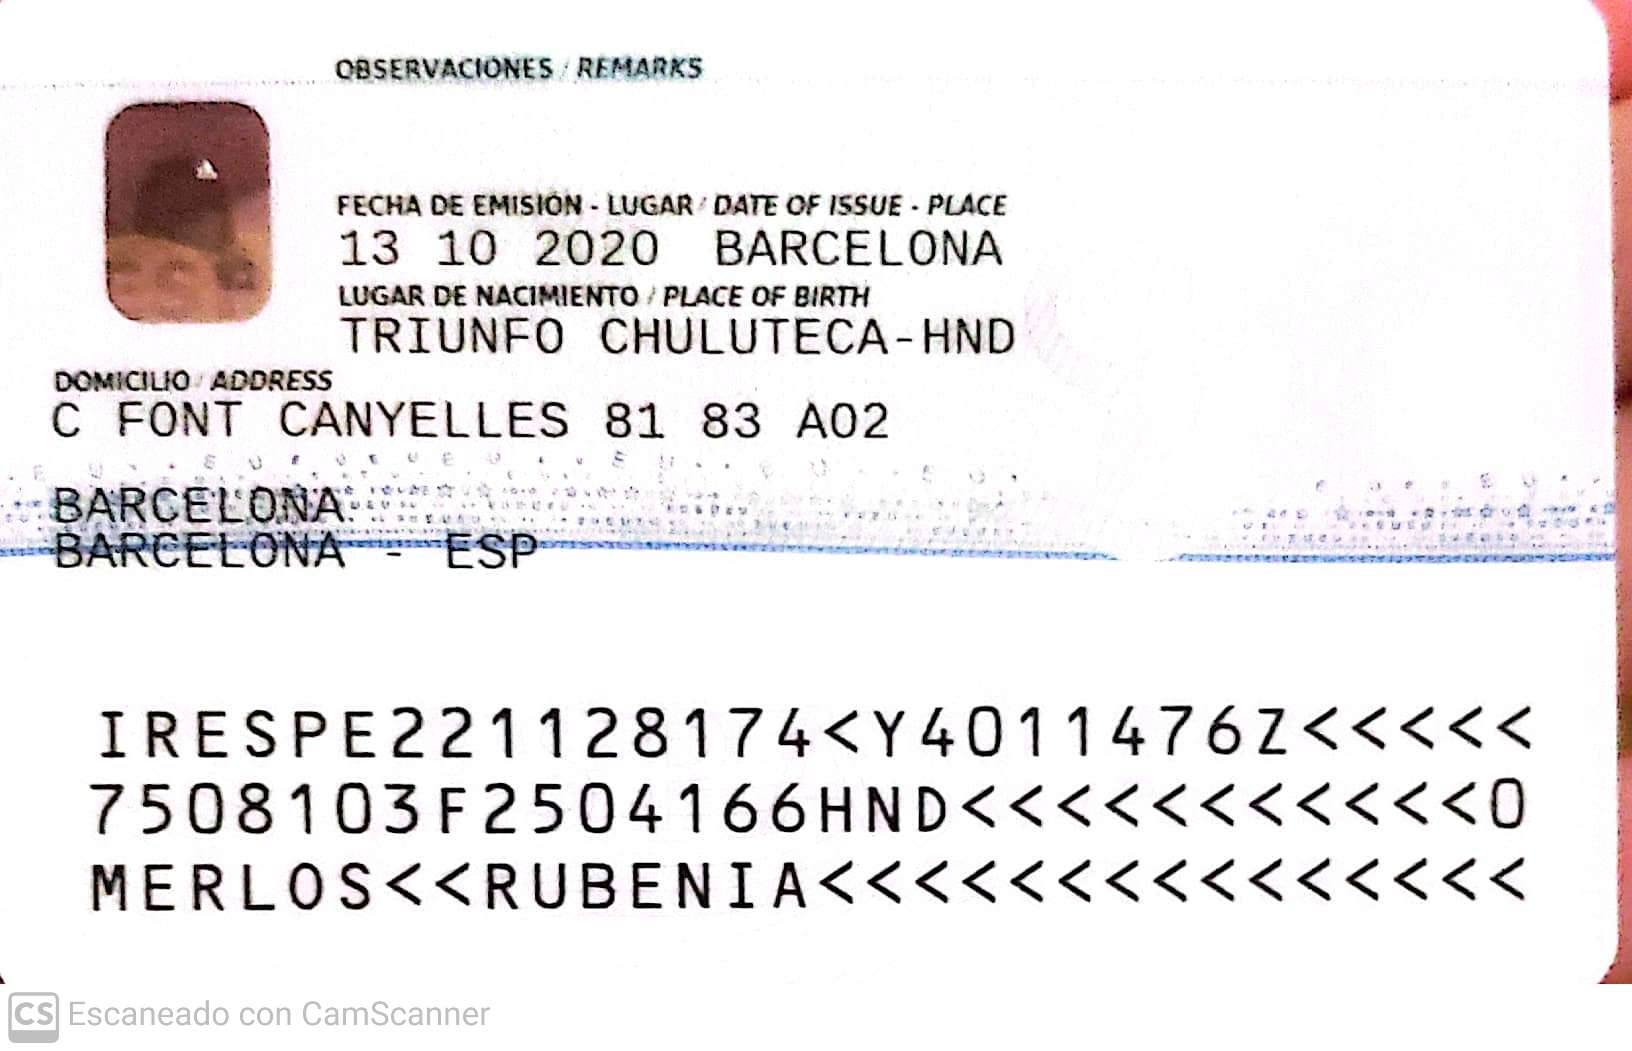 OBSERVACIONES / REMARKS
FECHA DE EMISIÓN - LUGAR / DATE OF ISSUE - PLACE
13 10 2020 BARCELONA
LUGAR DE NACIMIENTO / PLACE OF BIRTH
TRIUNFO CHULUTECA-HND
DOMICILIO / ADDRESS
C FONT CANYELLES 81 83 A02
BARCELONA
BARCELONA - ESP
IRESPE221128174<Y4011476Z<<<<<
7508103F2504166HND<<<<<<<<<<<0
MERLOS<<RUBENIA<<<<<<<<<<<<<<<
CS Escaneado con CamScanner